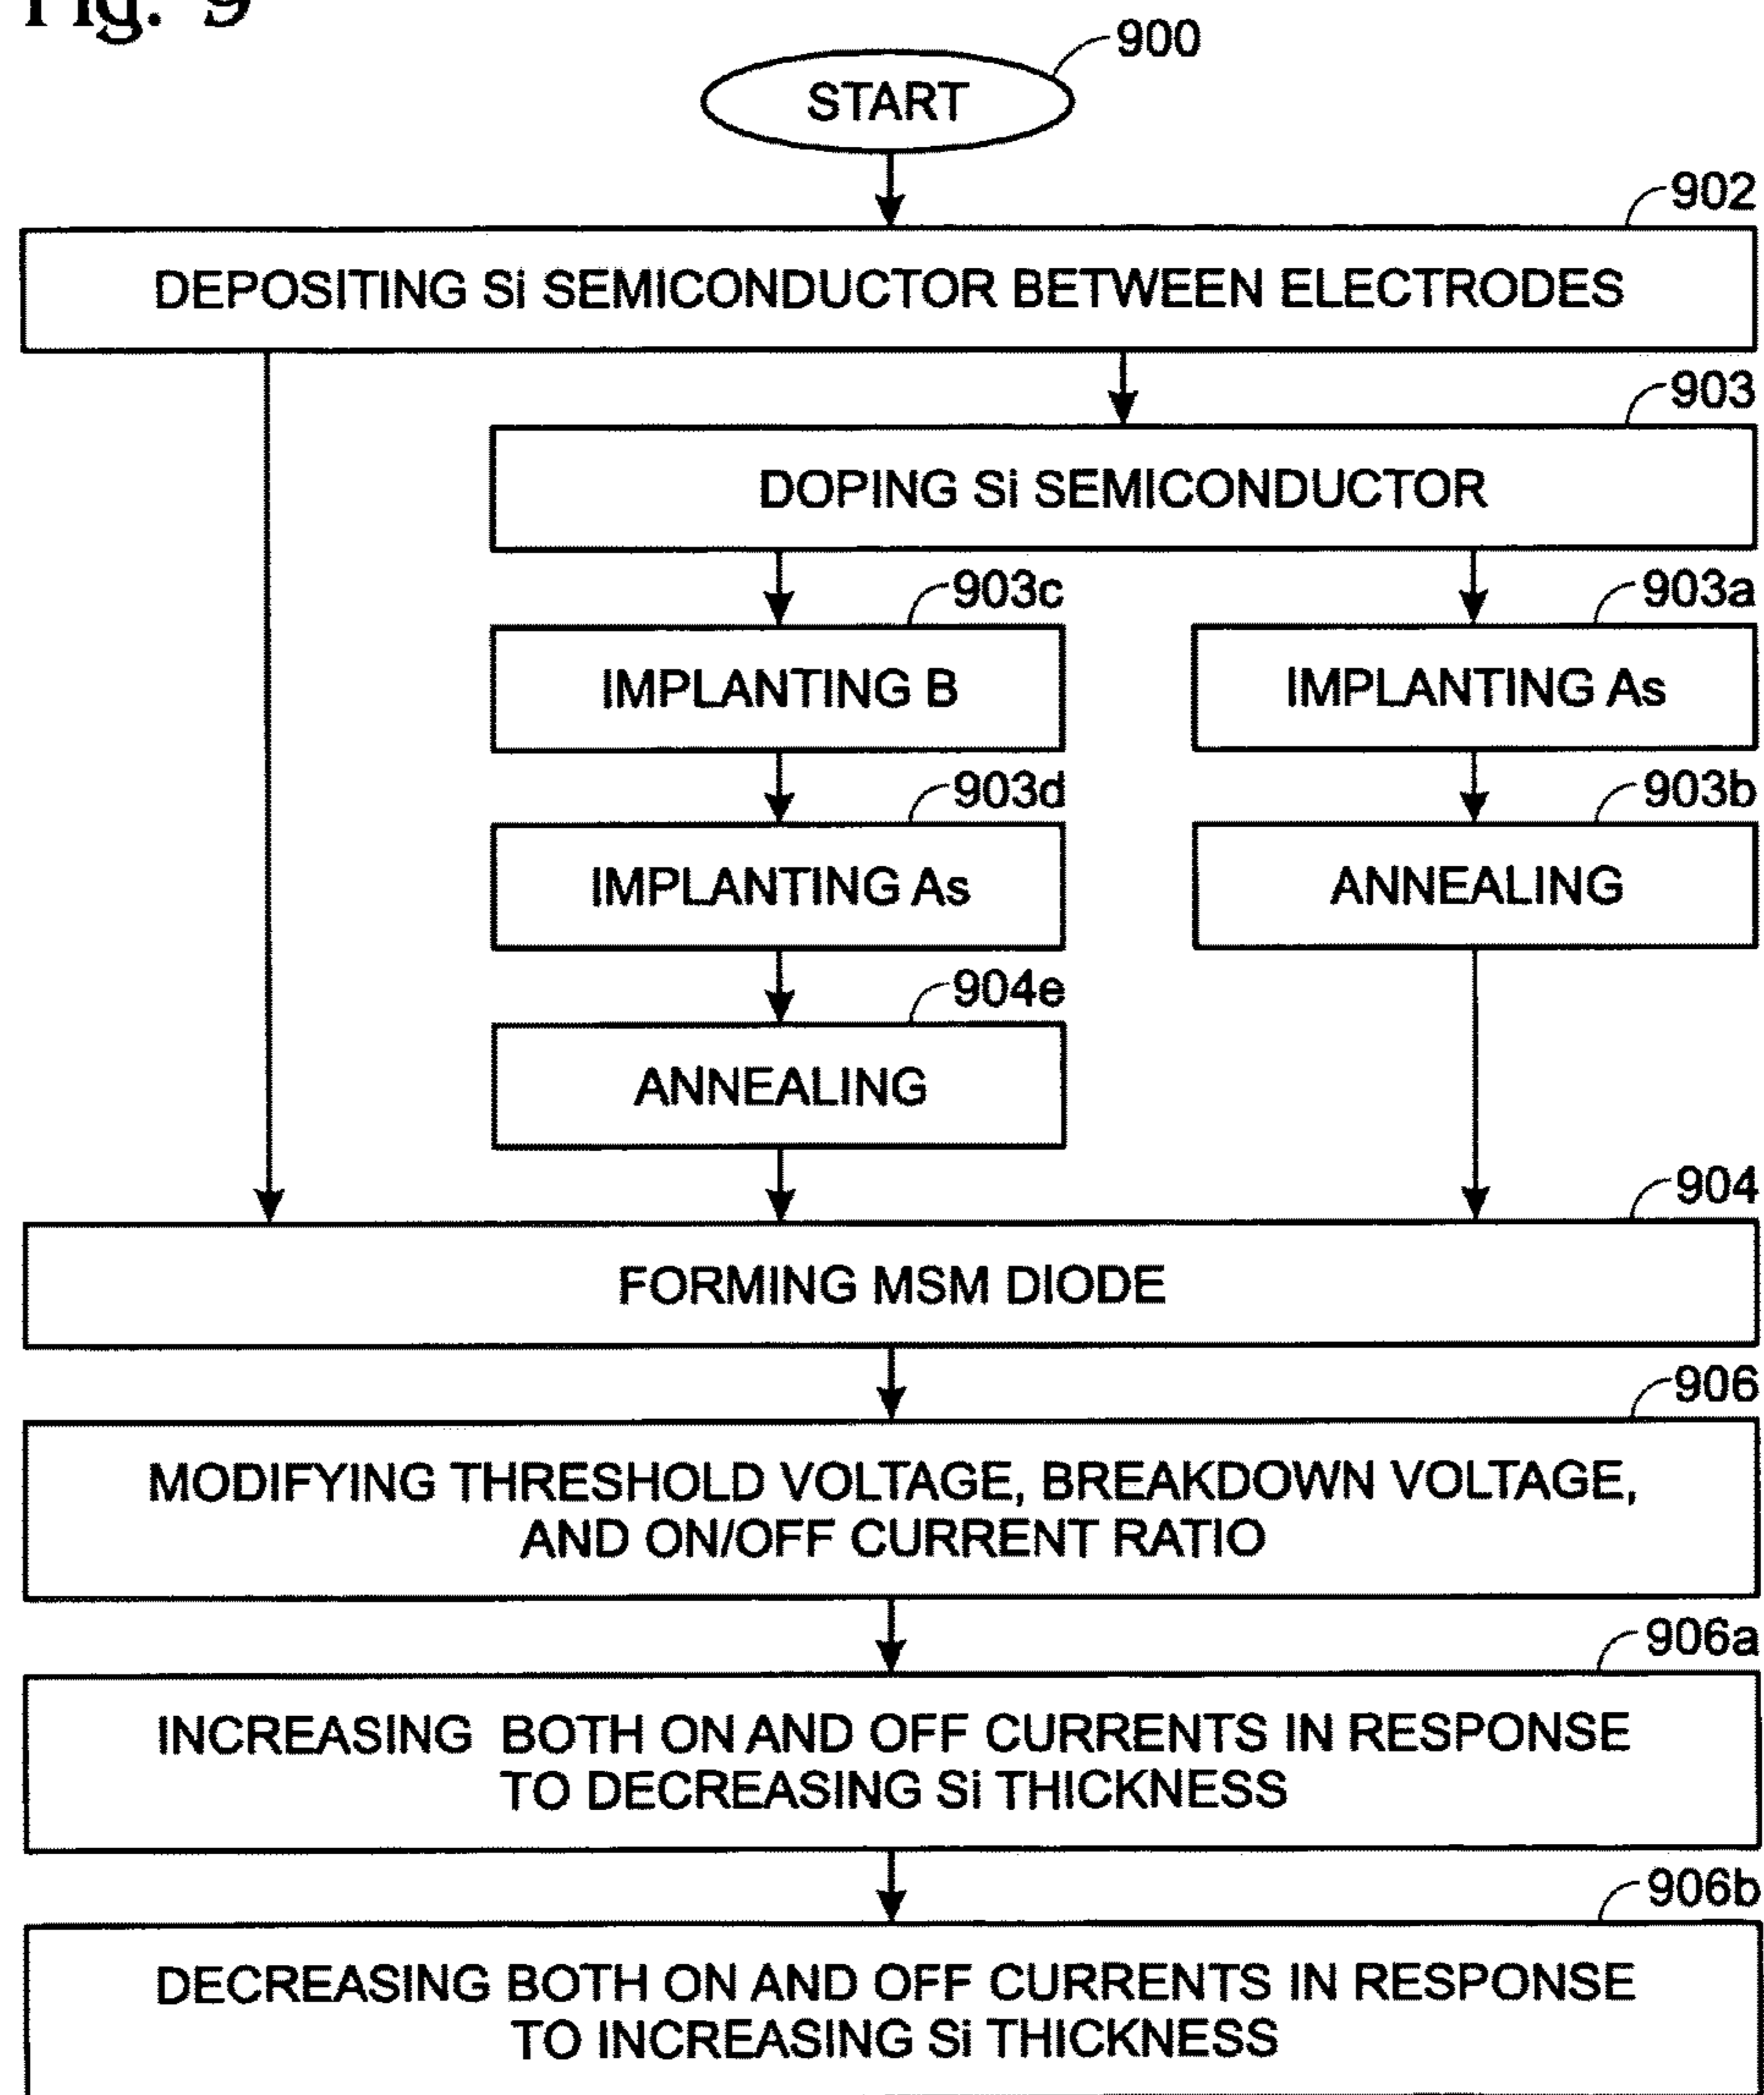 Fig. 9
900
START
902
DEPOSITING Si SEMICONDUCTOR BETWEEN ELECTRODES
903
DOPING Si SEMICONDUCTOR
903c
903a
IMPLANTING B
IMPLANTING As
903d
903b
IMPLANTING As
ANNEALING
904e
ANNEALING
904
FORMING MSM DIODE
906
MODIFYING THRESHOLD VOLTAGE, BREAKDOWN VOLTAGE,
AND ON/OFF CURRENT RATIO
906a
INCREASING BOTH ON AND OFF CURRENTS IN RESPONSE
TO DECREASING Si THICKNESS
906b
DECREASING BOTH ON AND OFF CURRENTS IN RESPONSE
TO INCREASING Si THICKNESS